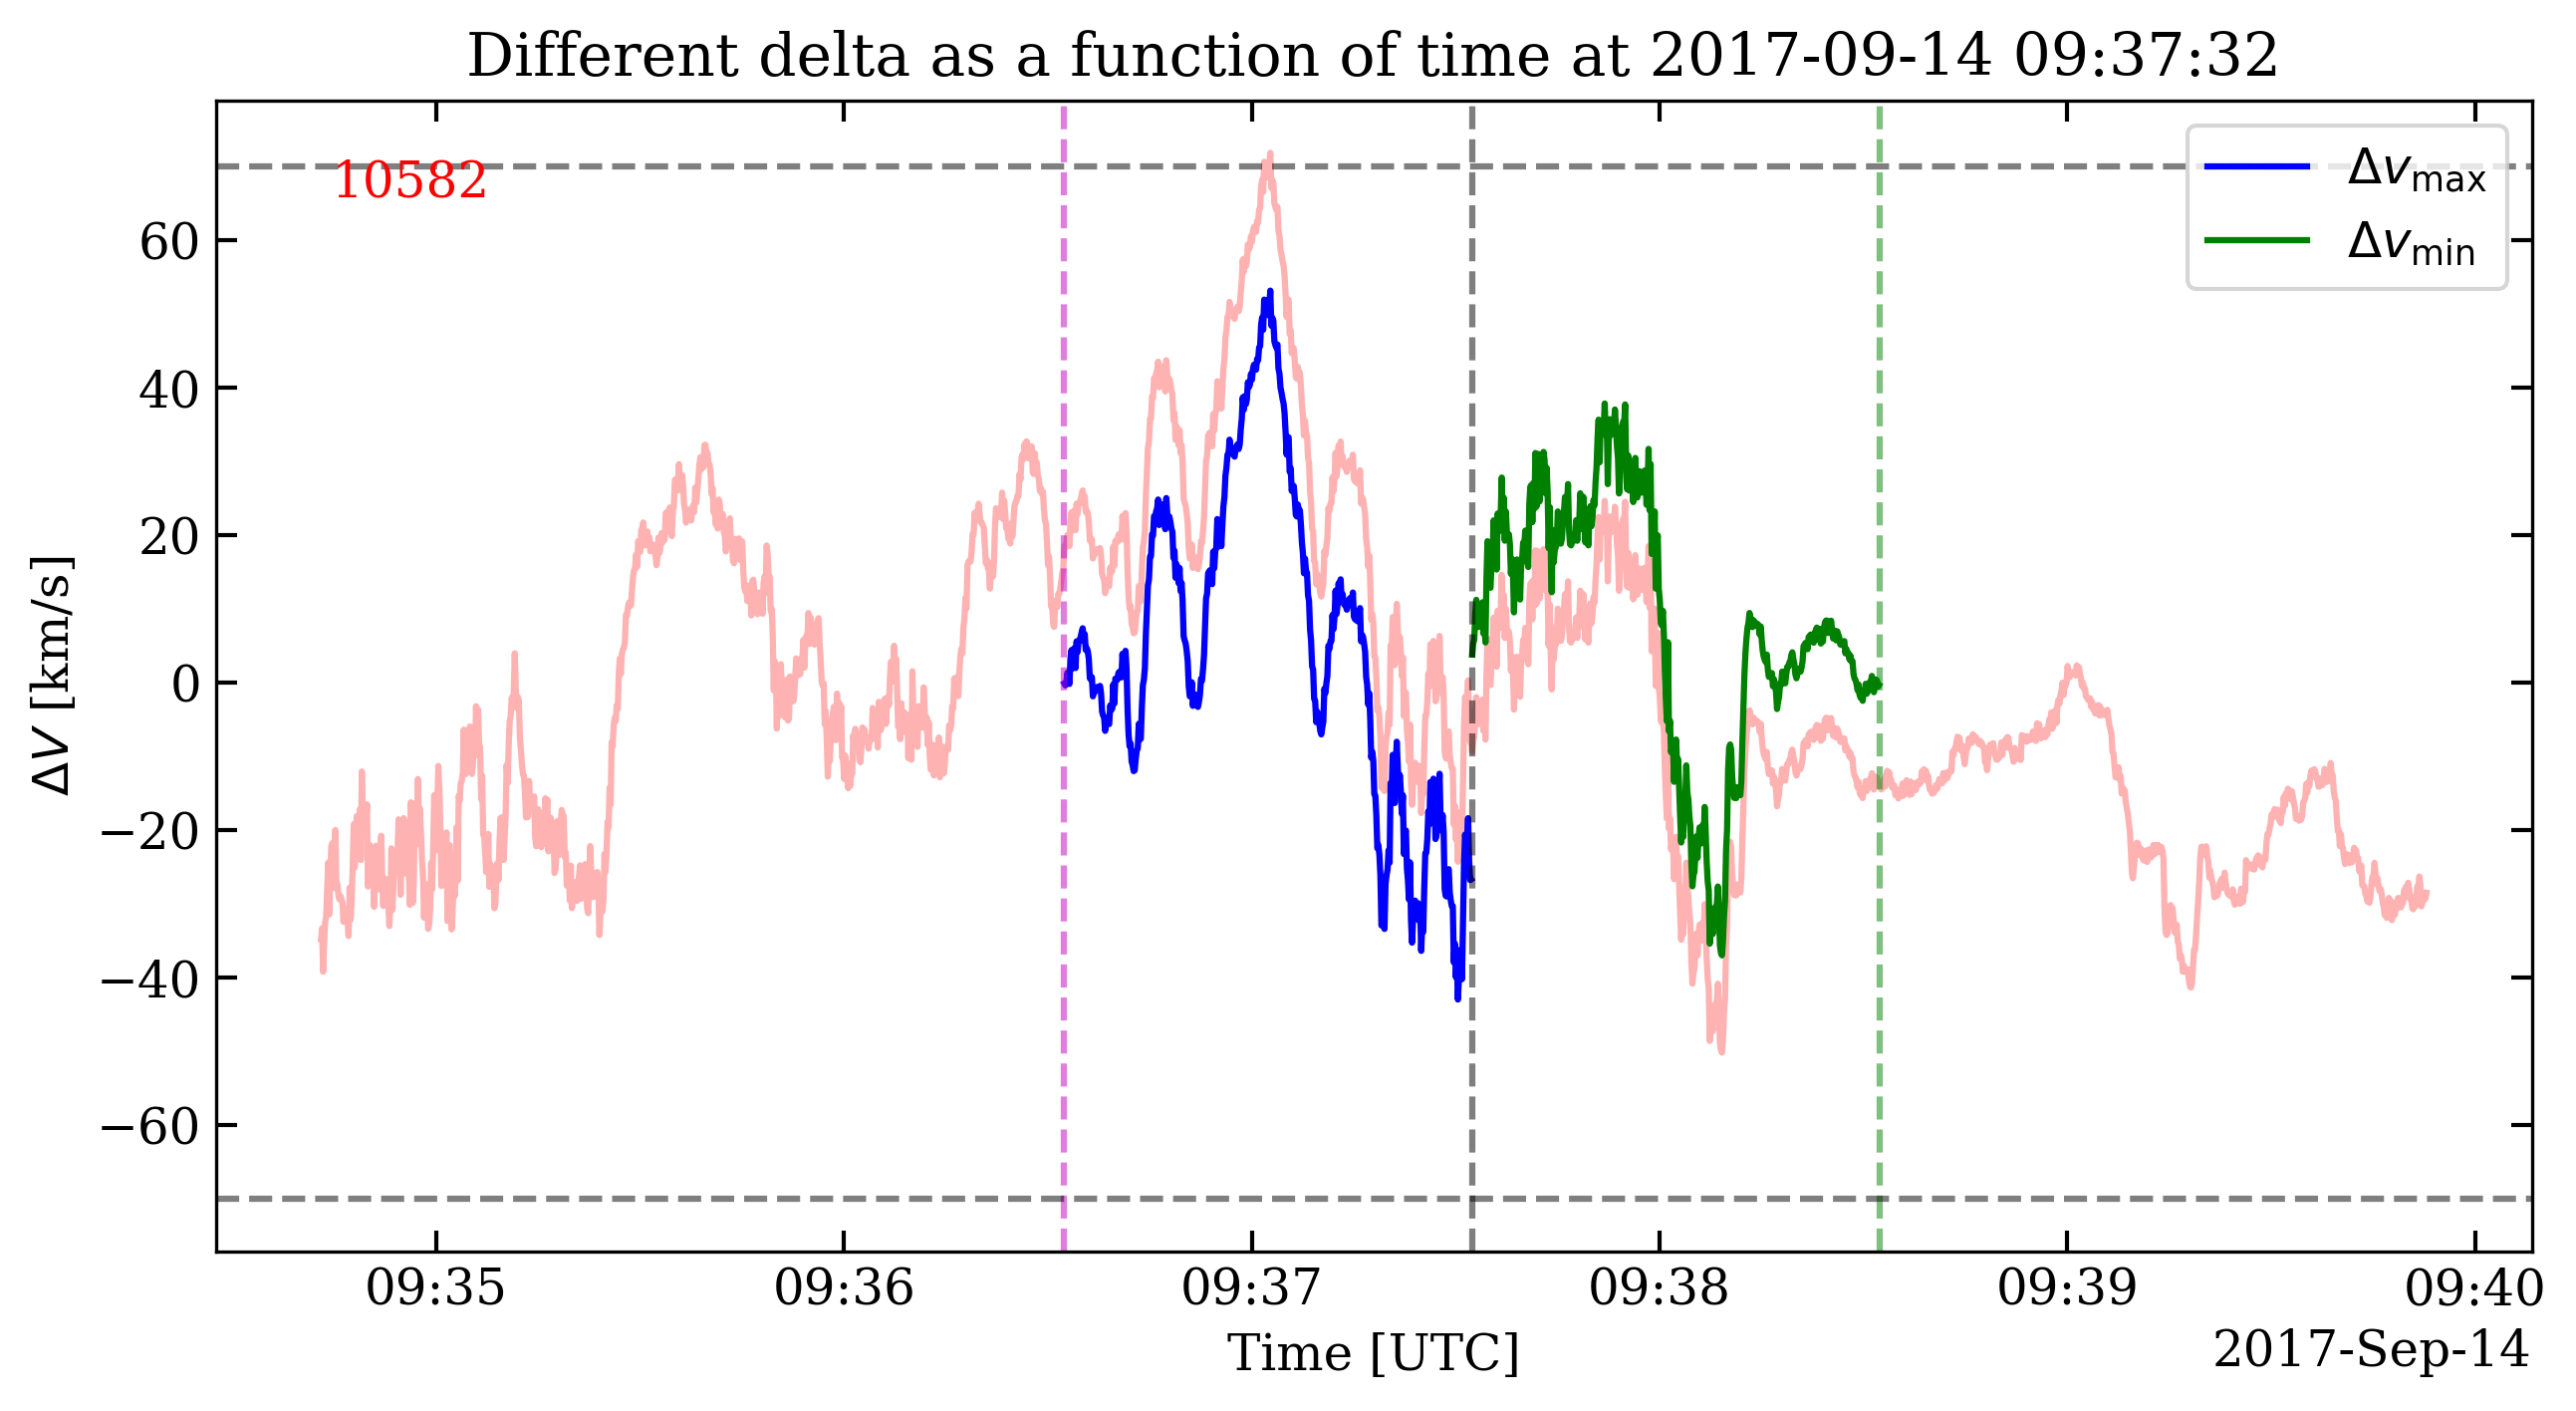 Different delta as a function of time at 2017-09-14 09:37:32
10582
Δv_max
Δv_min
60
40
20
0
−20
−40
−60
ΔV [km/s]
09:35 09:36 09:37 09:38 09:39 09:40
Time [UTC]
2017-Sep-14